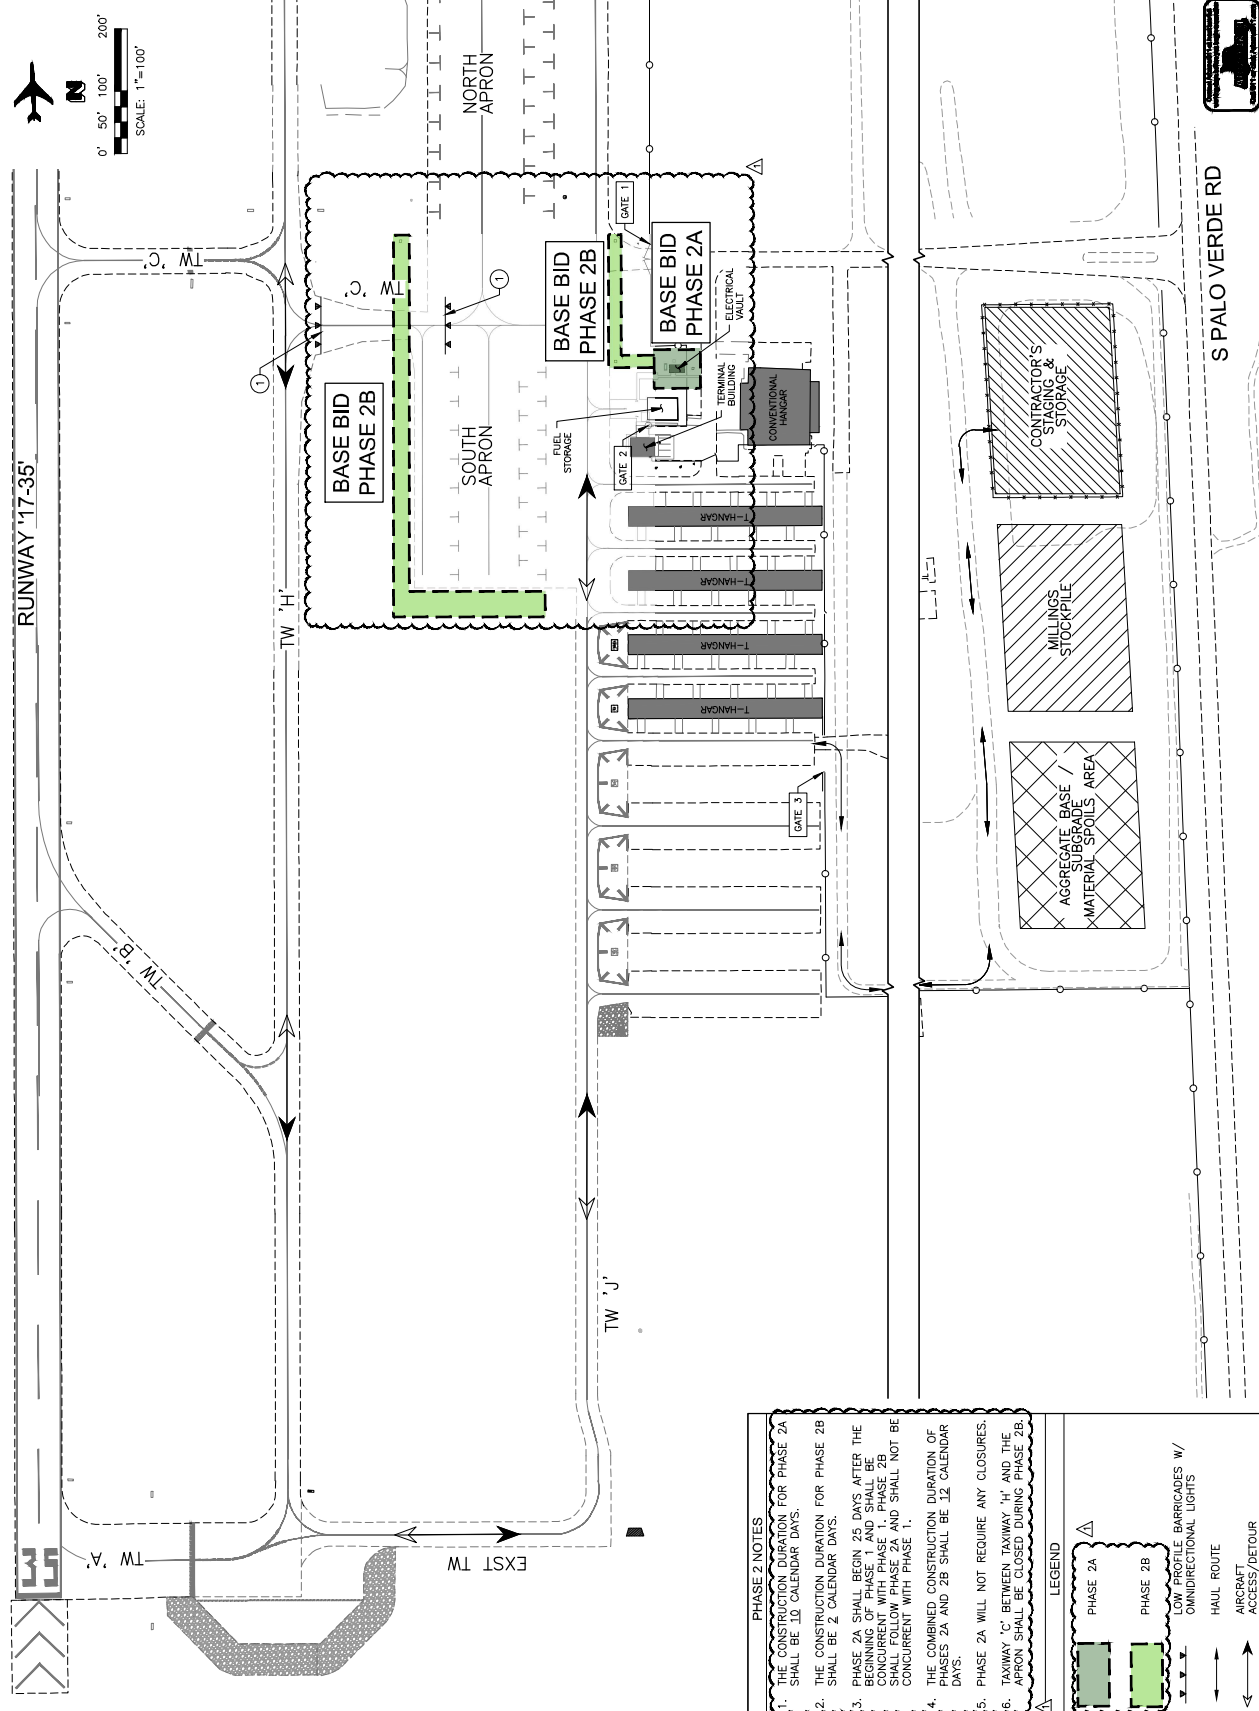 RUNWAY '17-35'
35
TW 'A'
TW 'B'
TW 'C'
TW 'H'
EXST TW
TW 'J'
0' 50' 100' 200'
SCALE: 1"=100'
N
NORTH
APRON
SOUTH
APRON
TW 'C'
1
1
1
BASE BID
PHASE 2B
BASE BID
PHASE 2B
BASE BID
PHASE 2A
GATE 1
ELECTRICAL
VAULT
TERMINAL
BUILDING
FUEL
STORAGE
GATE 2
CONVENTIONAL
HANGAR
T-HANGAR
T-HANGAR
T-HANGAR
T-HANGAR
GATE 3
CONTRACTOR'S
STAGING &
STORAGE
MILLINGS
STOCKPILE
AGGREGATE BASE /
SUBGRADE
MATERIAL SPOILS AREA
S PALO VERDE RD
PHASE 2 NOTES
1. THE CONSTRUCTION DURATION FOR PHASE 2A
SHALL BE 10 CALENDAR DAYS.
2. THE CONSTRUCTION DURATION FOR PHASE 2B
SHALL BE 2 CALENDAR DAYS.
3. PHASE 2A SHALL BEGIN 25 DAYS AFTER THE
BEGINNING OF PHASE 1 AND SHALL BE
CONCURRENT WITH PHASE 1. PHASE 2B
SHALL FOLLOW PHASE 2A AND SHALL NOT BE
CONCURRENT WITH PHASE 1.
4. THE COMBINED CONSTRUCTION DURATION OF
PHASES 2A AND 2B SHALL BE 12 CALENDAR
DAYS.
5. PHASE 2A WILL NOT REQUIRE ANY CLOSURES.
6. TAXIWAY 'C' BETWEEN TAXIWAY 'H' AND THE
APRON SHALL BE CLOSED DURING PHASE 2B.
1
LEGEND
PHASE 2A
1
PHASE 2B
LOW PROFILE BARRICADES W/
OMNIDIRECTIONAL LIGHTS
HAUL ROUTE
AIRCRAFT
ACCESS/DETOUR